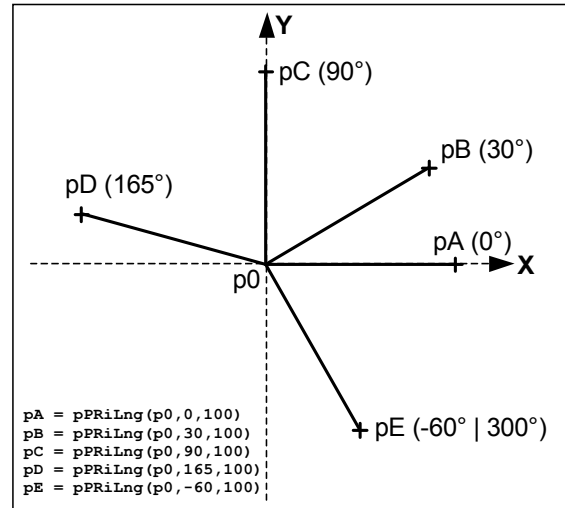 Y
pC (90°)
pB (30°)
pD (165°)
pA (0°)
p0
X
pE (-60° | 300°)
pA = pPRiLng(p0,0,100)
pB = pPRiLng(p0,30,100)
pC = pPRiLng(p0,90,100)
pD = pPRiLng(p0,165,100)
pE = pPRiLng(p0,-60,100)